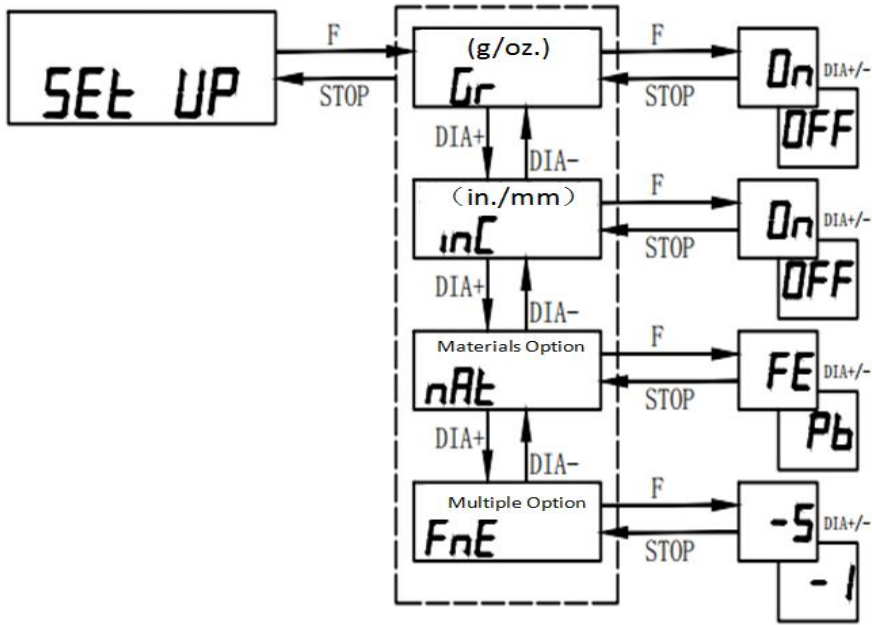 SEt UP
F
STOP
(g/oz.)
Gr
F
STOP
On
DIA+/-
OFF
DIA+
DIA-
（in./mm）
inC
F
STOP
On
DIA+/-
OFF
DIA+
DIA-
Materials Option
nAt
F
STOP
FE
DIA+/-
Pb
DIA+
DIA-
Multiple Option
FnE
F
STOP
-5
DIA+/-
-1